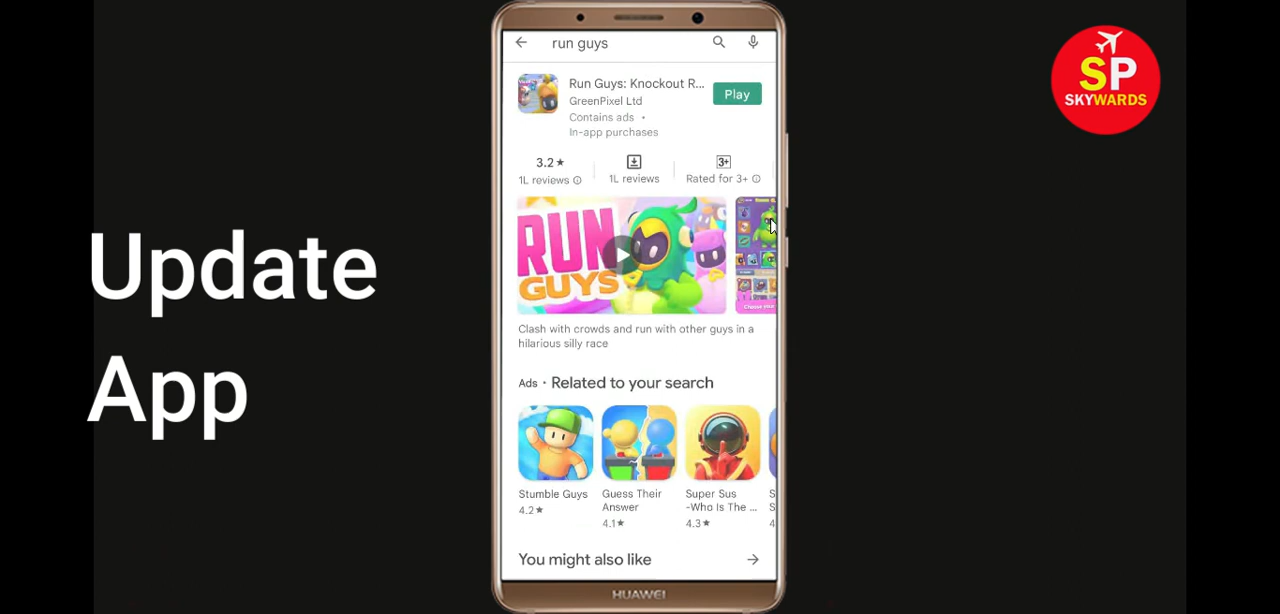 Update
App
run guys
Run Guys: Knockout R...
GreenPixel Ltd
Play
Contains ads •
In-app purchases
3.2★
1L reviews
1L reviews
3+
Rated for 3+
RUN
GUYS
Clash with crowds and run with other guys in a
hilarious silly race
Ads · Related to your search
Stumble Guys
4.2★
Guess Their
Answer
4.1★
Super Sus
-Who Is The ...
4.3★
S
S
4
You might also like
HUAWEI
SP
SKYWARDS